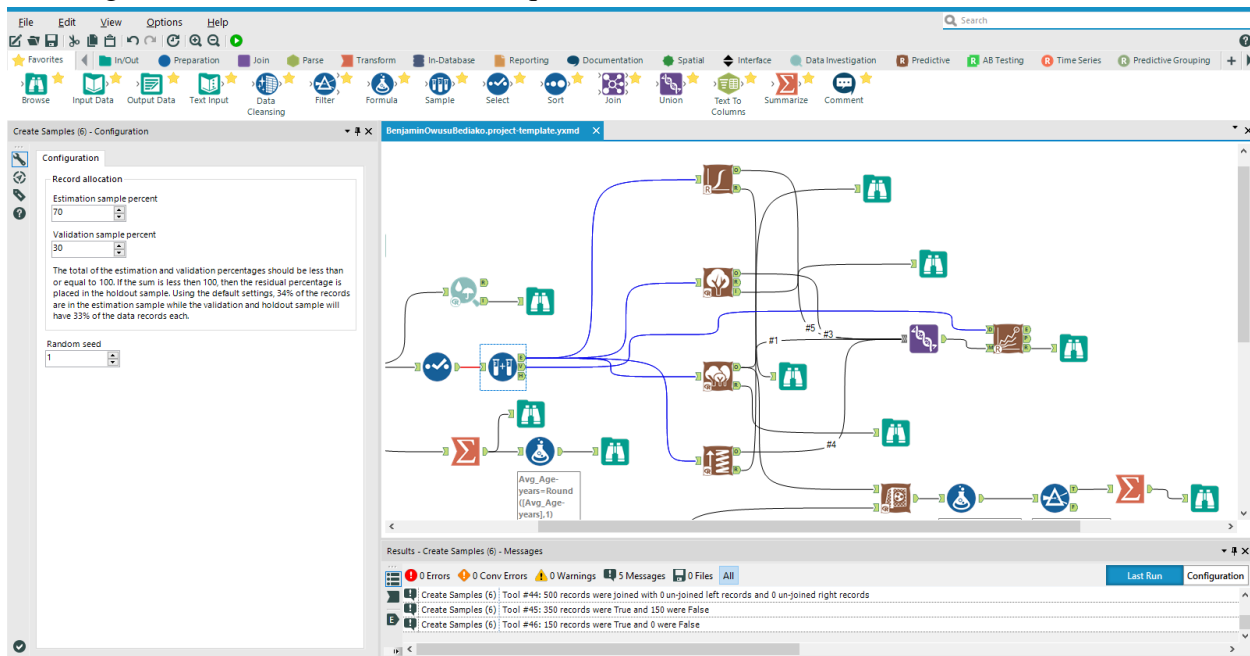 File Edit View Options Help
Search
Favorites In/Out Preparation Join Parse Transform In-Database Reporting Documentation Spatial Interface Data Investigation Predictive AB Testing Time Series Predictive Grouping
Browse Input Data Output Data Text Input Data Cleansing Filter Formula Sample Select Sort Join Union Text To Columns Summarize Comment
Create Samples (6) - Configuration
BenjaminOwusuBediako.project-template.yxmd
Configuration
Record allocation
Estimation sample percent
70
Validation sample percent
30
The total of the estimation and validation percentages should be less than
or equal to 100. If the sum is less then 100, then the residual percentage is
placed in the holdout sample. Using the default settings, 34% of the records
are in the estimation sample while the validation and holdout sample will
have 33% of the data records each.
Random seed
1
#5
#3
#1
#4
Avg_Age-
years=Round
([Avg_Age-
years],1)
Results - Create Samples (6) - Messages
0 Errors 0 Conv Errors 0 Warnings 5 Messages 0 Files All Last Run Configuration
Create Samples (6) Tool #44: 500 records were joined with 0 un-joined left records and 0 un-joined right records
Create Samples (6) Tool #45: 350 records were True and 150 were False
Create Samples (6) Tool #46: 150 records were True and 0 were False